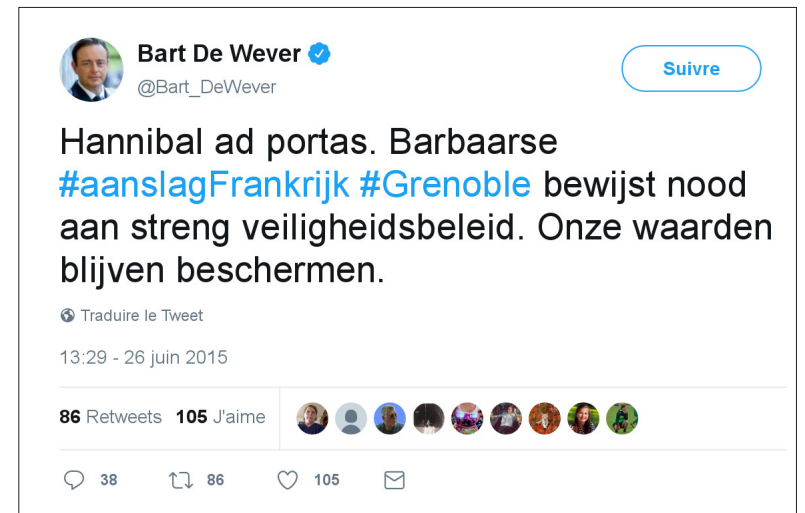 Bart De Wever
@Bart_DeWever
Suivre
Hannibal ad portas. Barbaarse
#aanslagFrankrijk #Grenoble bewijst nood
aan streng veiligheidsbeleid. Onze waarden
blijven beschermen.
Traduire le Tweet
13:29 - 26 juin 2015
86 Retweets 105 J'aime
38 86 105